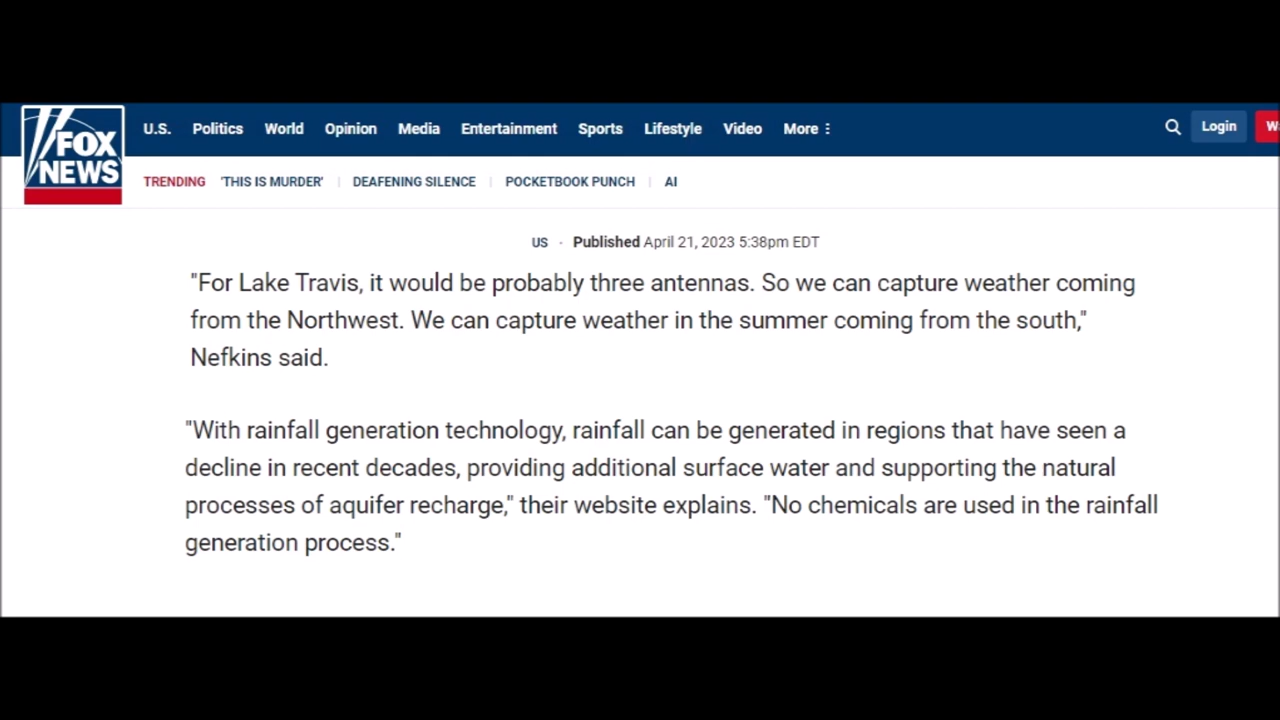 U.S. Politics World Opinion Media Entertainment Sports Lifestyle Video More Login
FOX
NEWS
TRENDING 'THIS IS MURDER' DEAFENING SILENCE POCKETBOOK PUNCH AI
US · Published April 21, 2023 5:38pm EDT
"For Lake Travis, it would be probably three antennas. So we can capture weather coming
from the Northwest. We can capture weather in the summer coming from the south,"
Nefkins said.
"With rainfall generation technology, rainfall can be generated in regions that have seen a
decline in recent decades, providing additional surface water and supporting the natural
processes of aquifer recharge," their website explains. "No chemicals are used in the rainfall
generation process."